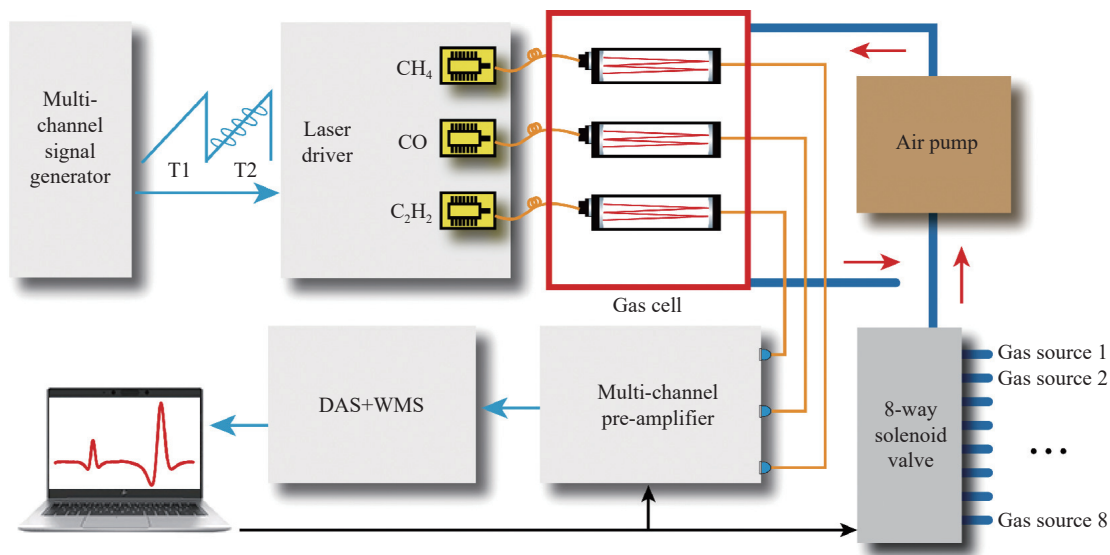 Multi-
channel
signal
generator
T1
T2
Laser
driver
CH₄
CO
C₂H₂
Gas cell
Air pump
8-way
solenoid
valve
Gas source 1
Gas source 2
...
Gas source 8
Multi-channel
pre-amplifier
DAS+WMS